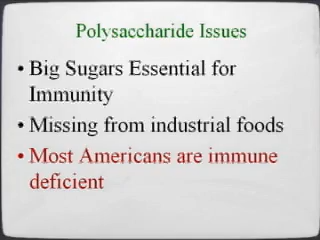 Polysaccharide Issues
• Big Sugars Essential for
Immunity
• Missing from industrial foods
• Most Americans are immune
deficient